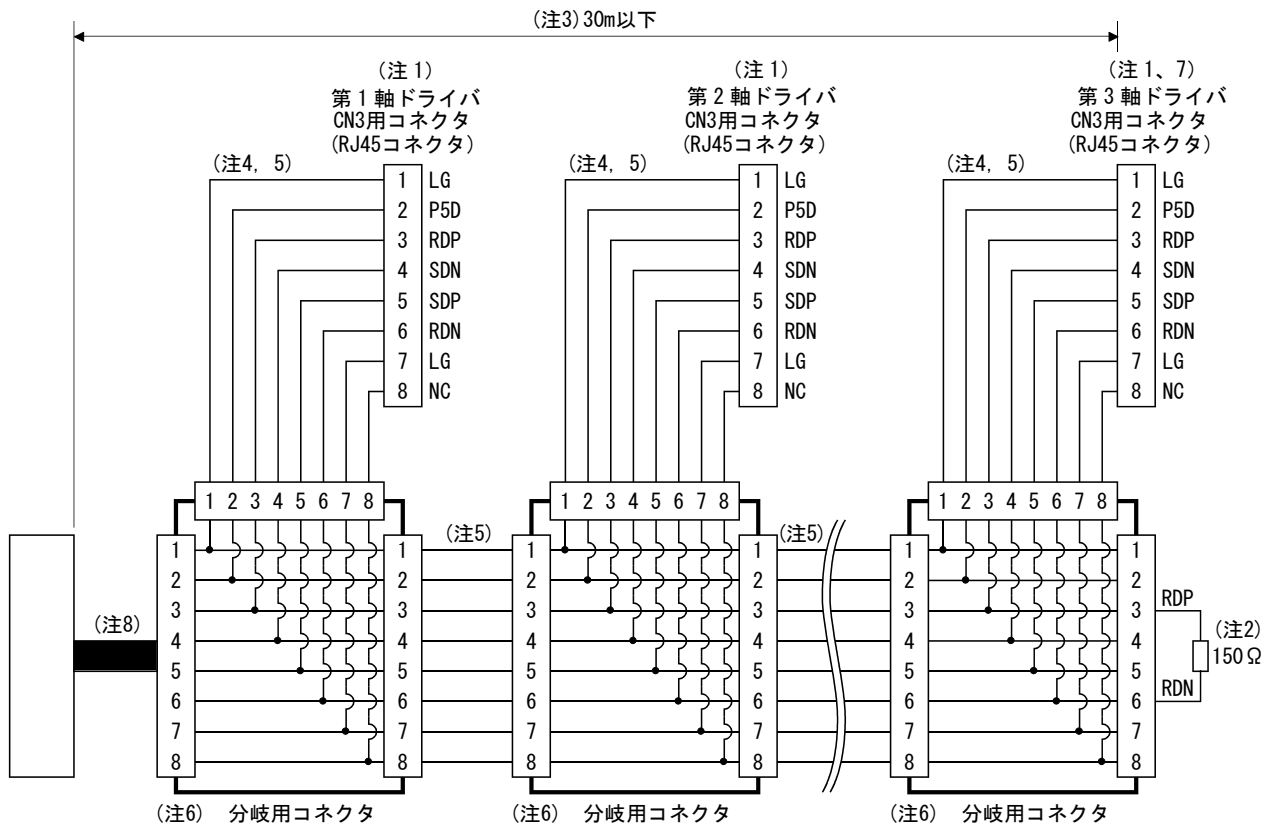 (注3)30m以下
(注1)
第1軸ドライバ
CN3用コネクタ
(RJ45コネクタ)
(注4, 5)
1 LG
2 P5D
3 RDP
4 SDN
5 SDP
6 RDN
7 LG
8 NC
(注1)
第2軸ドライバ
CN3用コネクタ
(RJ45コネクタ)
(注4, 5)
1 LG
2 P5D
3 RDP
4 SDN
5 SDP
6 RDN
7 LG
8 NC
(注1、7)
第3軸ドライバ
CN3用コネクタ
(RJ45コネクタ)
(注4, 5)
1 LG
2 P5D
3 RDP
4 SDN
5 SDP
6 RDN
7 LG
8 NC
(注8)
1 2 3 4 5 6 7 8
1 1
2 2
3 3
4 4
5 5
6 6
7 7
8 8
(注6) 分岐用コネクタ
(注5)
1 2 3 4 5 6 7 8
1 1
2 2
3 3
4 4
5 5
6 6
7 7
8 8
(注6) 分岐用コネクタ
(注5)
1 2 3 4 5 6 7 8
1 1
2 2
3 3
4 4
5 5
6 6
7 7
8 8
(注6) 分岐用コネクタ
RDP
(注2)
150Ω
RDN